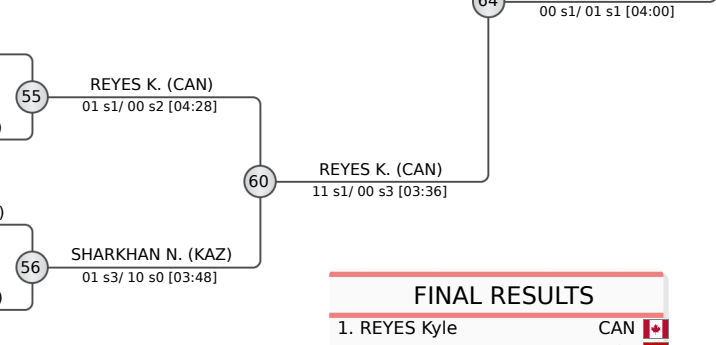 64
00 s1/ 01 s1 [04:00]
55
REYES K. (CAN)
01 s1/ 00 s2 [04:28]
)
60
REYES K. (CAN)
11 s1/ 00 s3 [03:36]
)
56
SHARKHAN N. (KAZ)
01 s3/ 10 s0 [03:48]
)
FINAL RESULTS
1. REYES Kyle CAN